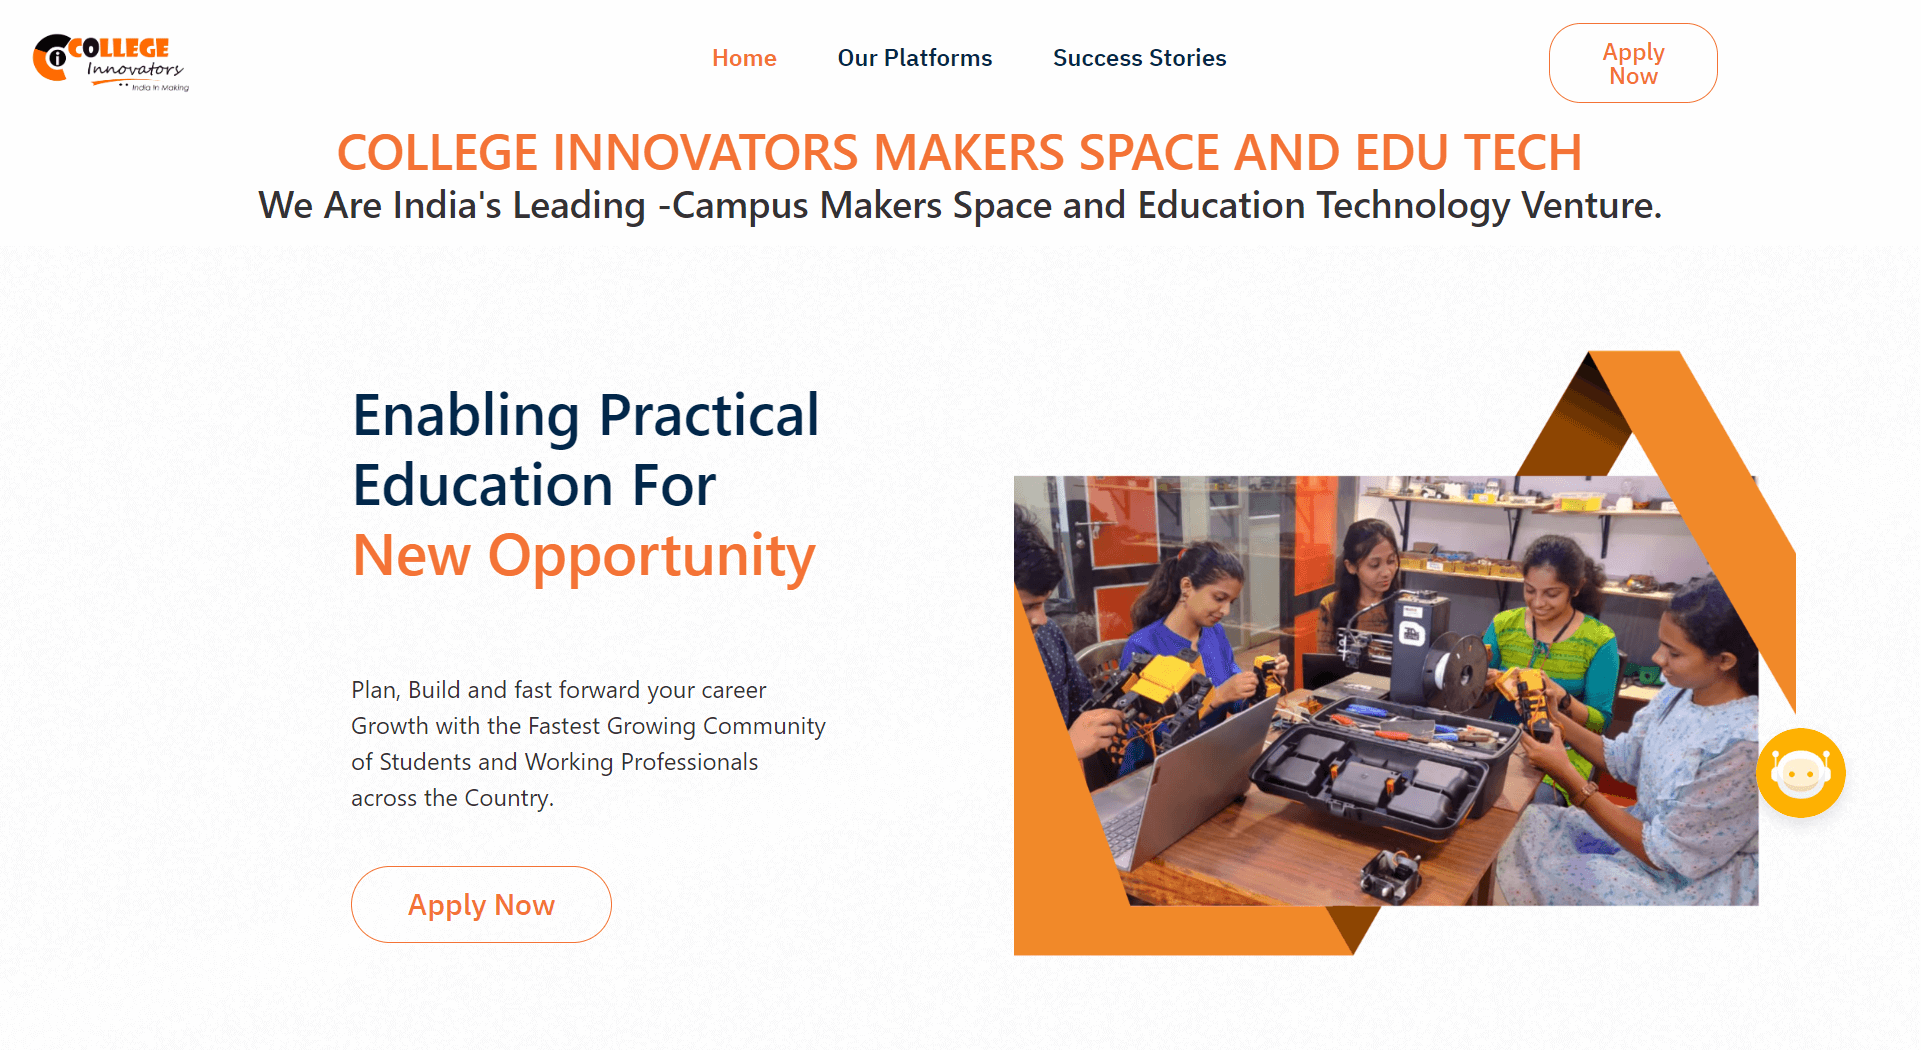 COLLEGE
Innovators
India In Making
Home
Our Platforms
Success Stories
Apply
Now
COLLEGE INNOVATORS MAKERS SPACE AND EDU TECH
We Are India's Leading -Campus Makers Space and Education Technology Venture.
Enabling Practical
Education For
New Opportunity
Plan, Build and fast forward your career
Growth with the Fastest Growing Community
of Students and Working Professionals
across the Country.
Apply Now